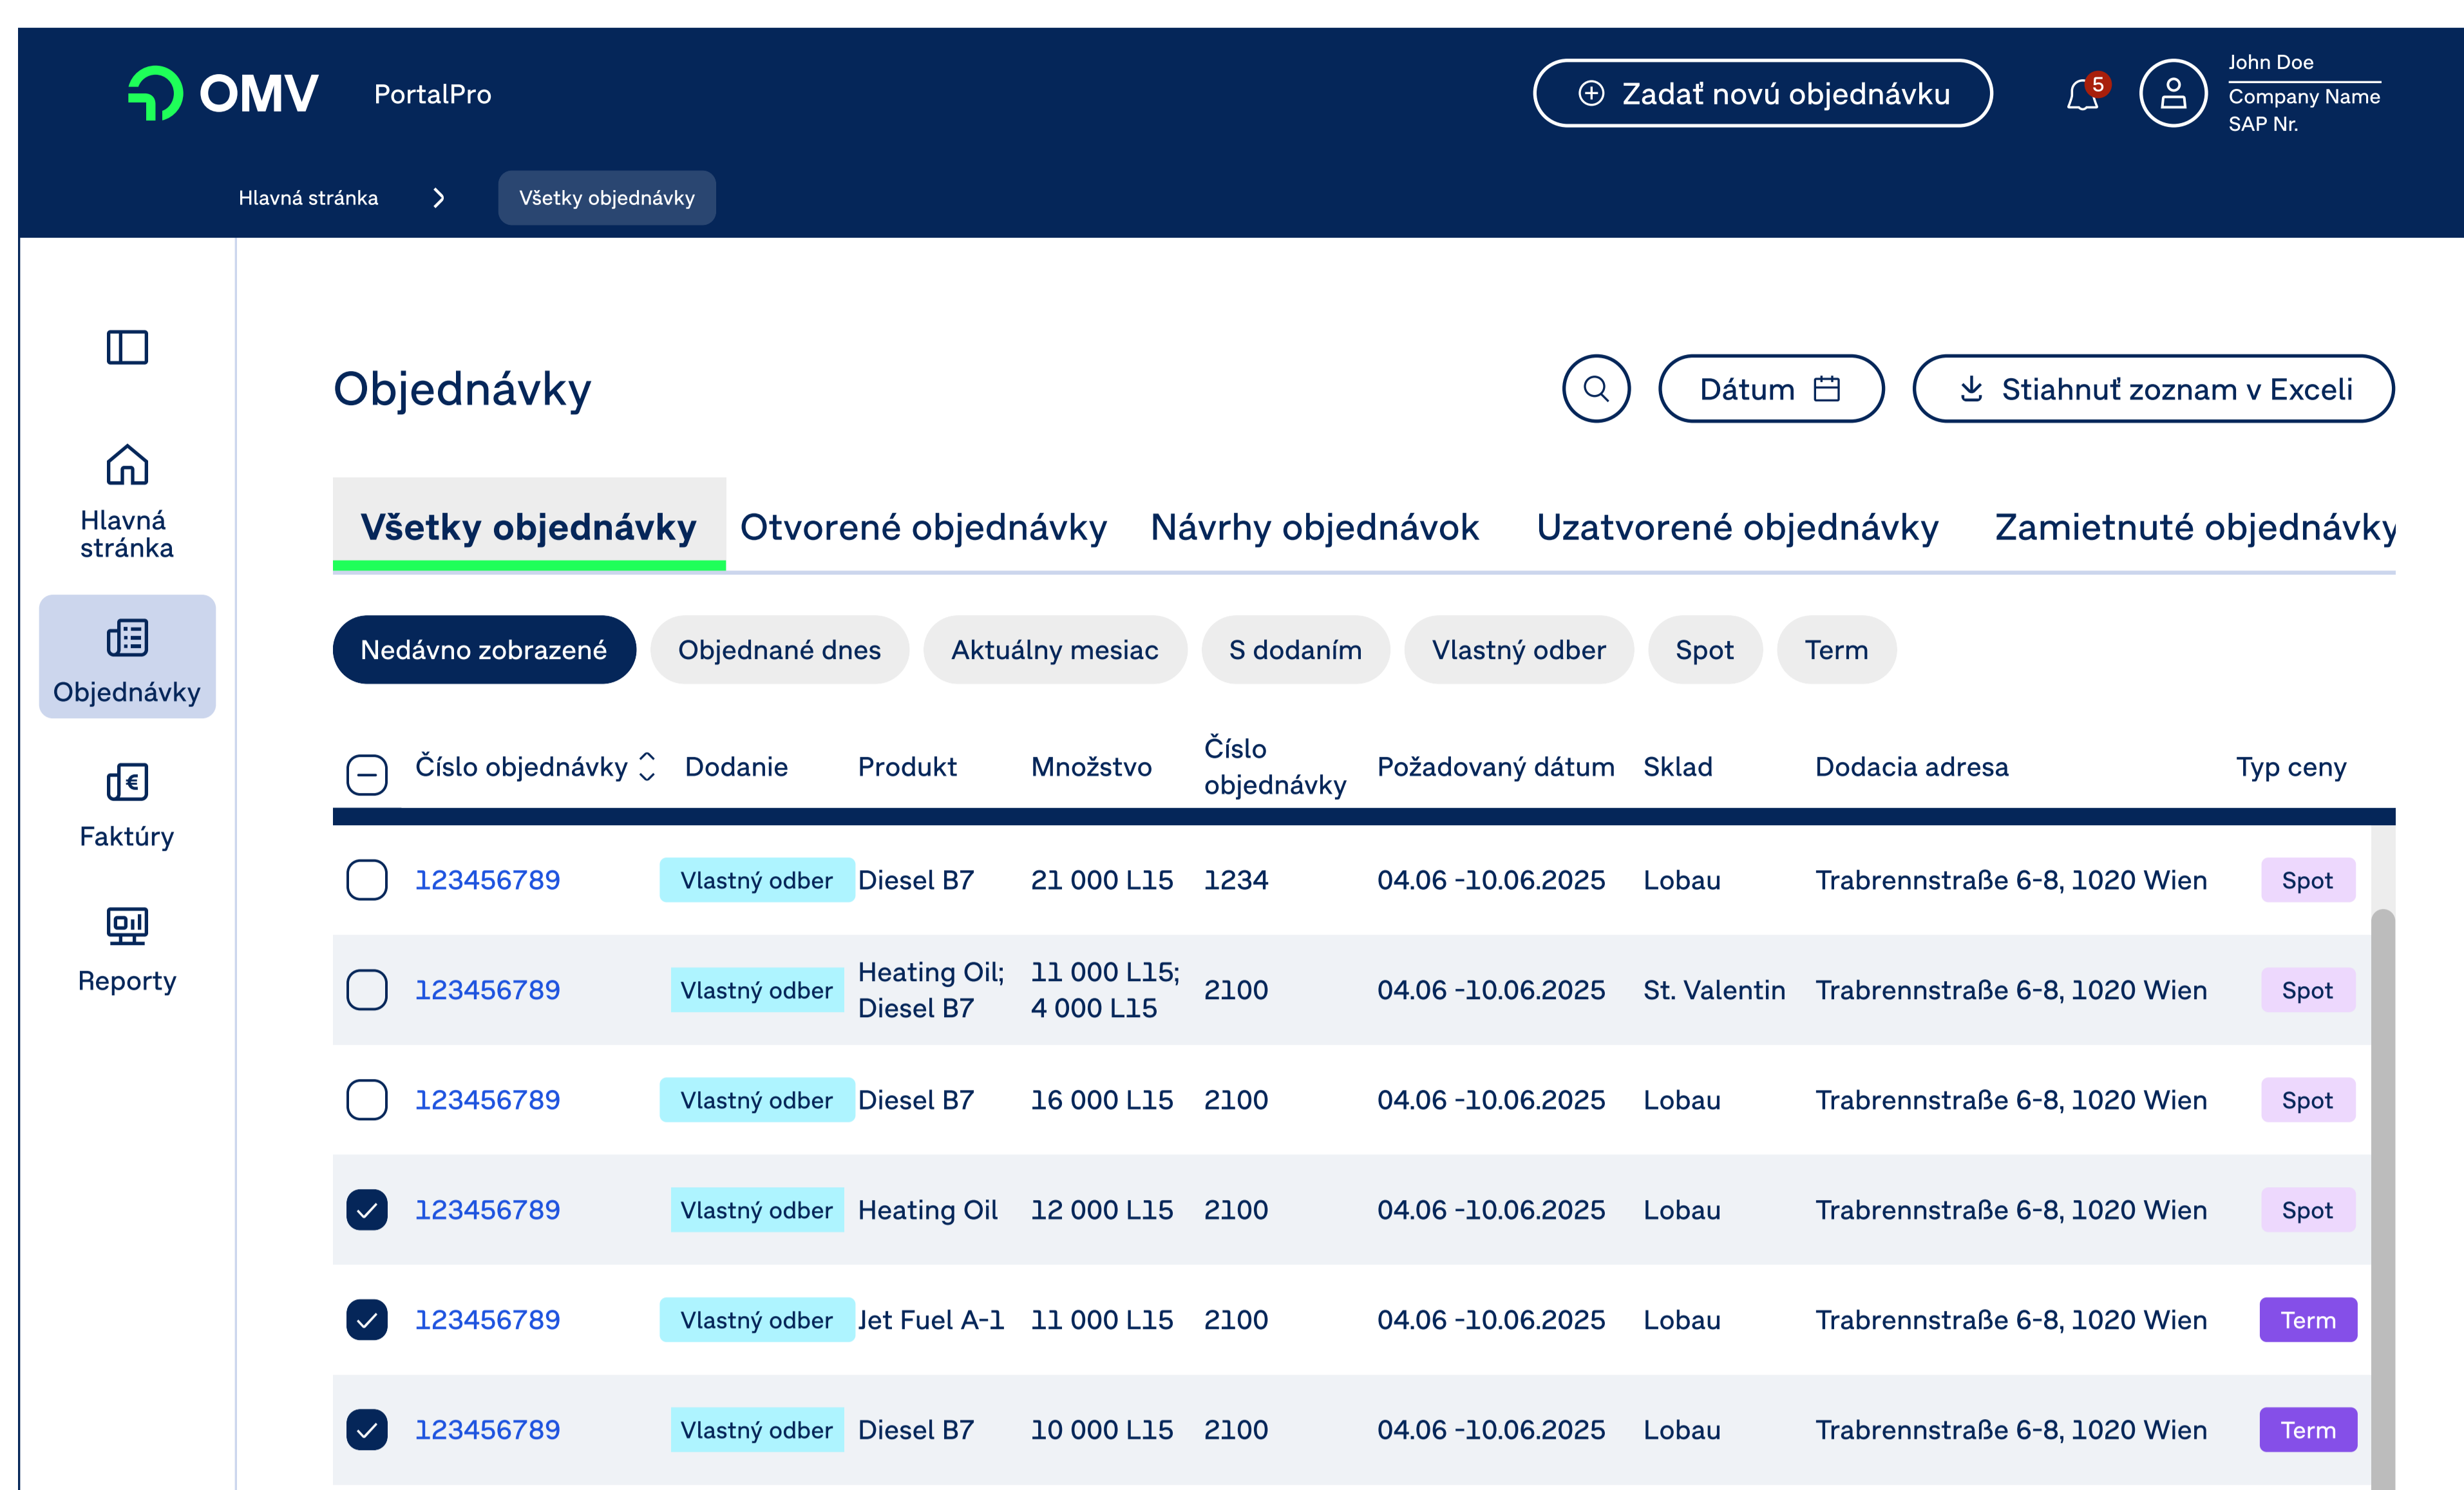 OMV
PortalPro
Zadať novú objednávku
5
John Doe
Company Name
SAP Nr.
Hlavná stránka
Všetky objednávky
Hlavná
stránka
Objednávky
Faktúry
Reporty
Objednávky
Dátum
Stiahnuť zoznam v Exceli
Všetky objednávky Otvorené objednávky Návrhy objednávok Uzatvorené objednávky Zamietnuté objednávky
Nedávno zobrazené Objednané dnes Aktuálny mesiac S dodaním Vlastný odber Spot Term
Číslo objednávky Dodanie Produkt Množstvo Číslo objednávky Požadovaný dátum Sklad Dodacia adresa Typ ceny
123456789 Vlastný odber Diesel B7 21 000 L15 1234 04.06 -10.06.2025 Lobau Trabrennstraße 6-8, 1020 Wien Spot
123456789 Vlastný odber Heating Oil; Diesel B7 11 000 L15; 4 000 L15 2100 04.06 -10.06.2025 St. Valentin Trabrennstraße 6-8, 1020 Wien Spot
123456789 Vlastný odber Diesel B7 16 000 L15 2100 04.06 -10.06.2025 Lobau Trabrennstraße 6-8, 1020 Wien Spot
123456789 Vlastný odber Heating Oil 12 000 L15 2100 04.06 -10.06.2025 Lobau Trabrennstraße 6-8, 1020 Wien Spot
123456789 Vlastný odber Jet Fuel A-1 11 000 L15 2100 04.06 -10.06.2025 Lobau Trabrennstraße 6-8, 1020 Wien Term
123456789 Vlastný odber Diesel B7 10 000 L15 2100 04.06 -10.06.2025 Lobau Trabrennstraße 6-8, 1020 Wien Term